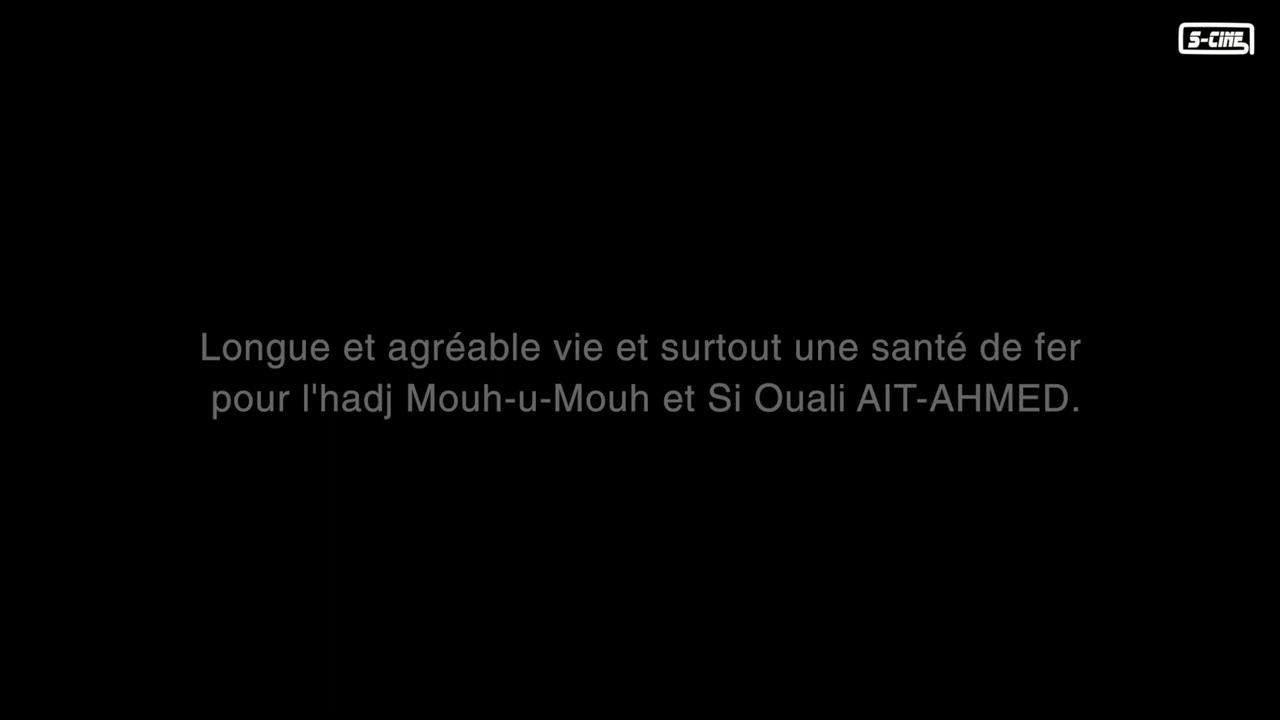 S-CINE
Longue et agréable vie et surtout une santé de fer
pour l'hadj Mouh-u-Mouh et Si Ouali AIT-AHMED.